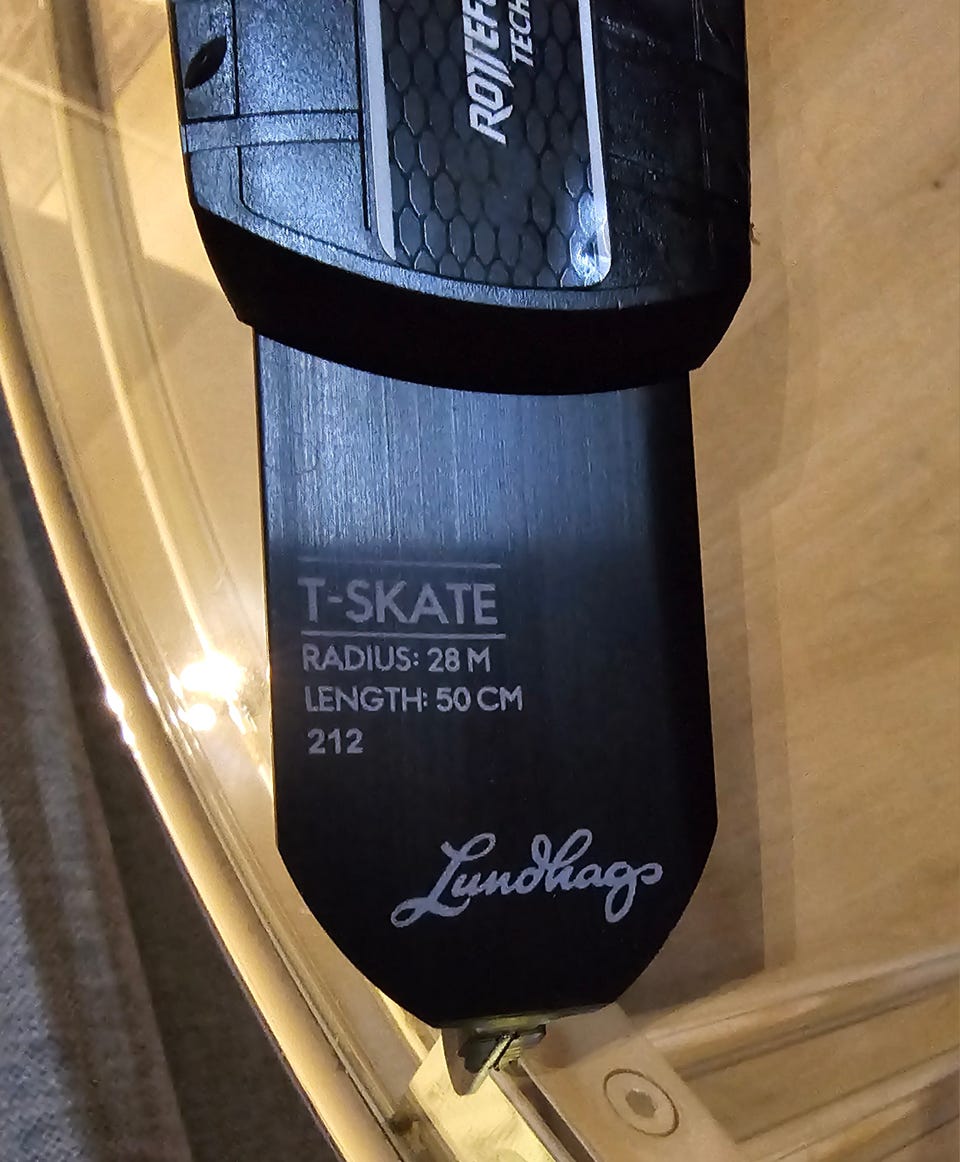 T-SKATE
RADIUS: 28 M
LENGTH: 50 CM
212
Lundhags